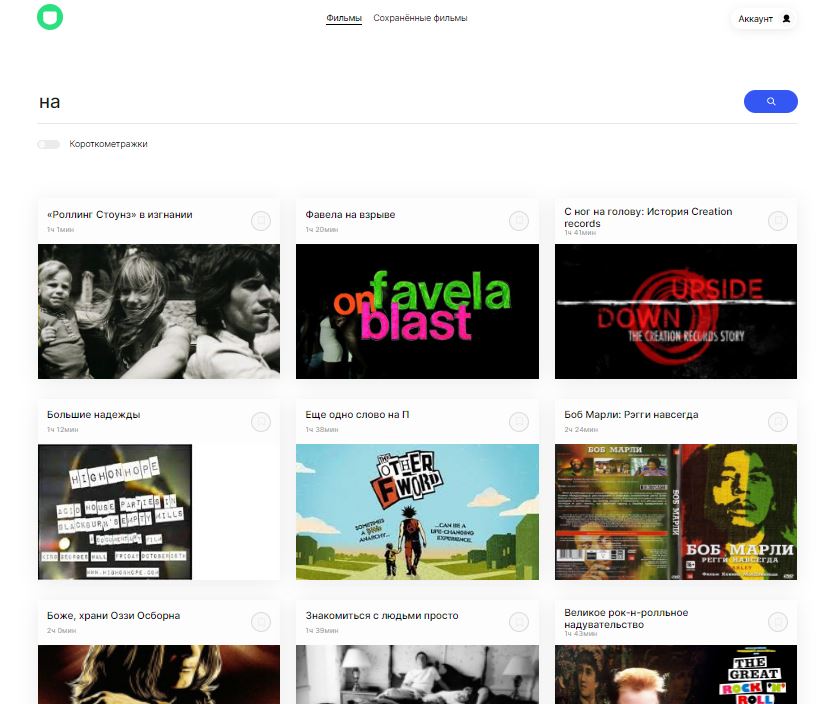 Фильмы
Сохранённые фильмы
Аккаунт
на
Короткометражки
«Роллинг Стоунз» в изгнании
1ч 1мин
Фавела на взрыве
1ч 20мин
С ног на голову: История Creation
records
1ч 41мин
on favela
blast
UPSIDE
DOWN
THE CREATION RECORDS STORY
Большие надежды
1ч 12мин
Еще одно слово на П
1ч 38мин
Боб Марли: Рэгги навсегда
2ч 24мин
HIGHONHOPE
ACID HOUSE PARTIES IN
BLACKBURN'S EMPTY MILLS
A DOCUMENTARY FILM
KING GEORGES HALL FRIDAY OCTOBER
WWW.HIGHONHOPE.COM
THE
OTHER
F WORD
SOMETIMES
A
ANARCHY...
...CAN BE A
LIFE-CHANGING
EXPERIENCE.
БОБ МАРЛИ
БОБ МАРЛИ
БОБ МАРЛИ
РЕГГИ НАВСЕГДА
Боже, храни Оззи Осборна
2ч 0мин
Знакомиться с людьми просто
1ч 39мин
Великое рок-н-ролльное
надувательство
1ч 43мин
THE
GREAT
ROCK 'N'
ROLL